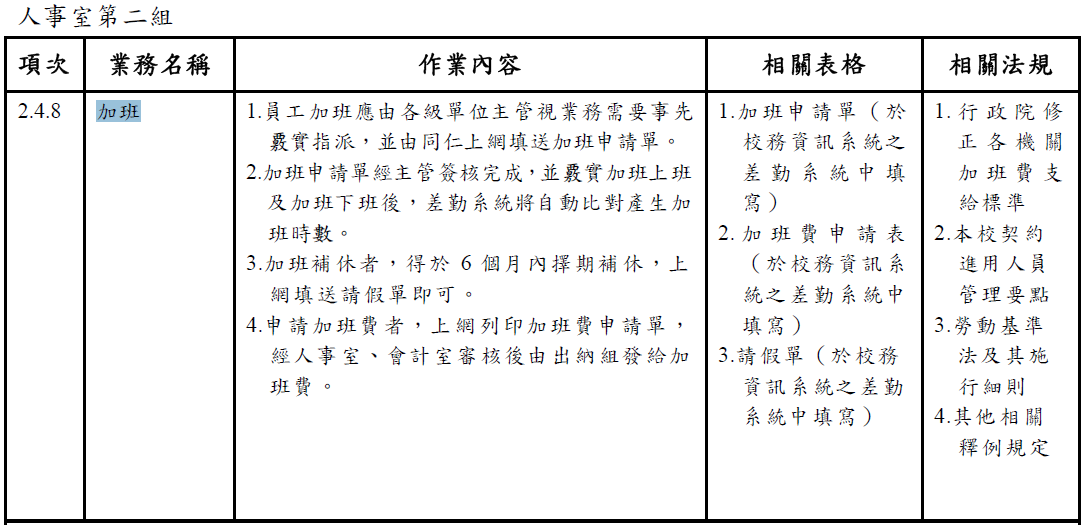 人事室第二組
項次 業務名稱 作業內容 相關表格 相關法規
2.4.8
加班
1.員工加班應由各級單位主管視業務需要事先
覈實指派，並由同仁上網填送加班申請單。
2.加班申請單經主管簽核完成，並覈實加班上班
及加班下班後，差勤系統將自動比對產生加
班時數。
3.加班補休者，得於 6 個月內擇期補休，上
網填送請假單即可。
4.申請加班費者，上網列印加班費申請單，
經人事室、會計室審核後由出納組發給加
班費。
1.加班申請單（於
校務資訊系統之
差勤系統中填
寫）
2.加班費申請表
（於校務資訊系
統之差勤系統中
填寫）
3.請假單（於校務
資訊系統之差勤
系統中填寫）
1.行政院修
正各機關
加班費支
給標準
2.本校契約
進用人員
管理要點
3.勞動基準
法及其施
行細則
4.其他相關
釋例規定